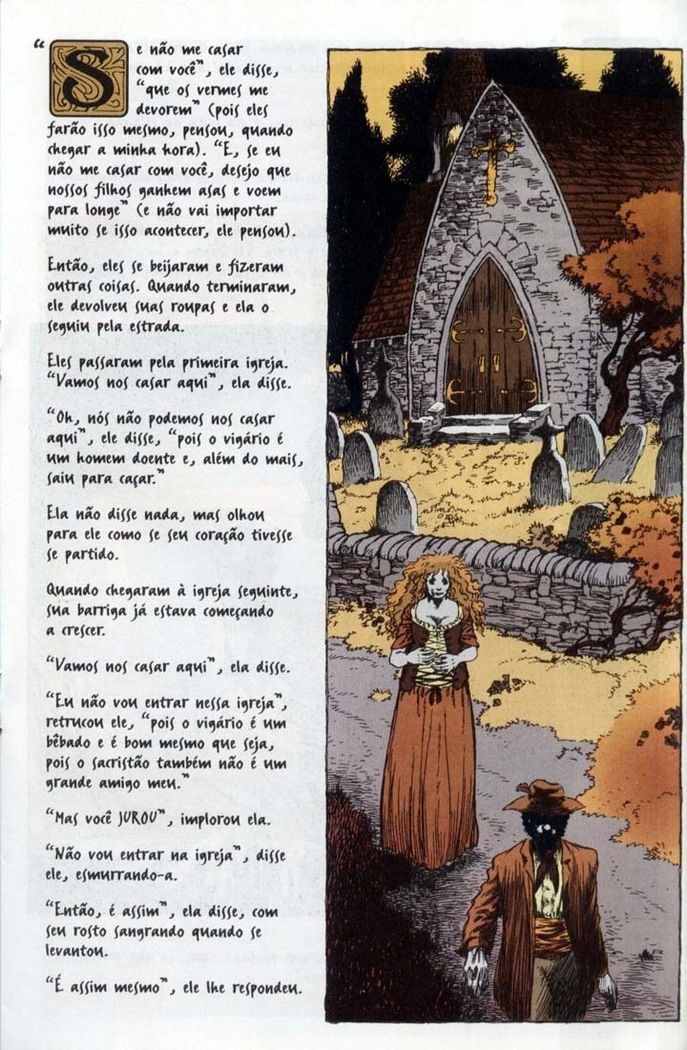 “Se não me casar
com você”, ele disse,
“que os vermes me
devorem” (pois eles
farão isso mesmo, pensou, quando
chegar a minha hora). “E, se eu
não me casar com você, desejo que
nossos filhos ganhem asas e voem
para longe” (e não vai importar
muito se isso acontecer, ele pensou).
Então, eles se beijaram e fizeram
outras coisas. Quando terminaram,
ele devolveu suas roupas e ela o
seguiu pela estrada.
Eles passaram pela primeira igreja.
“Vamos nos casar aqui”, ela disse.
“Oh, nós não podemos nos casar
aqui”, ele disse, “pois o vigário é
um homem doente e, além do mais,
saiu para caçar.”
Ela não disse nada, mas olhou
para ele como se seu coração tivesse
se partido.
Quando chegaram à igreja seguinte,
sua barriga já estava começando
a crescer.
“Vamos nos casar aqui”, ela disse.
“Eu não vou entrar nessa igreja”,
retrucou ele, “pois o vigário é um
bêbado e é bom mesmo que seja,
pois o sacristão também não é um
grande amigo meu.”
“Mas você JUROU”, implorou ela.
“Não vou entrar na igreja”, disse
ele, esmurrando-a.
“Então, é assim”, ela disse, com
seu rosto sangrando quando se
levantou.
“É assim mesmo”, ele lhe respondeu.